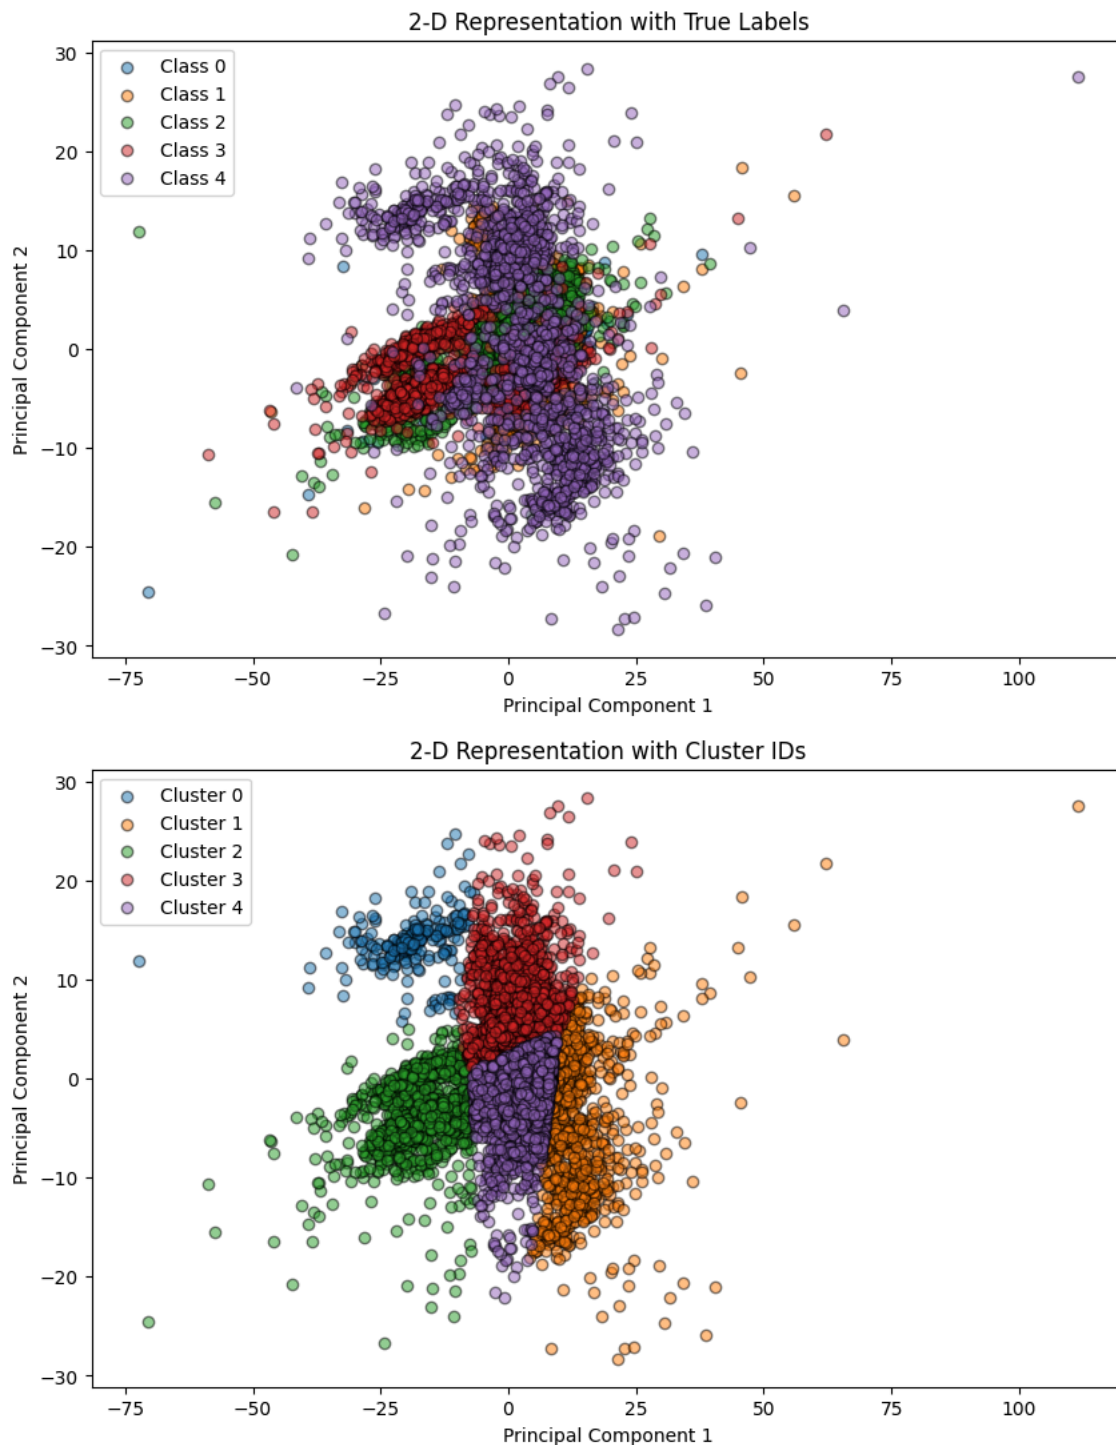 2-D Representation with True Labels
30
20
10
0
−10
−20
−30
Principal Component 2
Class 0
Class 1
Class 2
Class 3
Class 4
−75 −50 −25 0 25 50 75 100
Principal Component 1
2-D Representation with Cluster IDs
30
20
10
0
−10
−20
−30
Principal Component 2
Cluster 0
Cluster 1
Cluster 2
Cluster 3
Cluster 4
−75 −50 −25 0 25 50 75 100
Principal Component 1